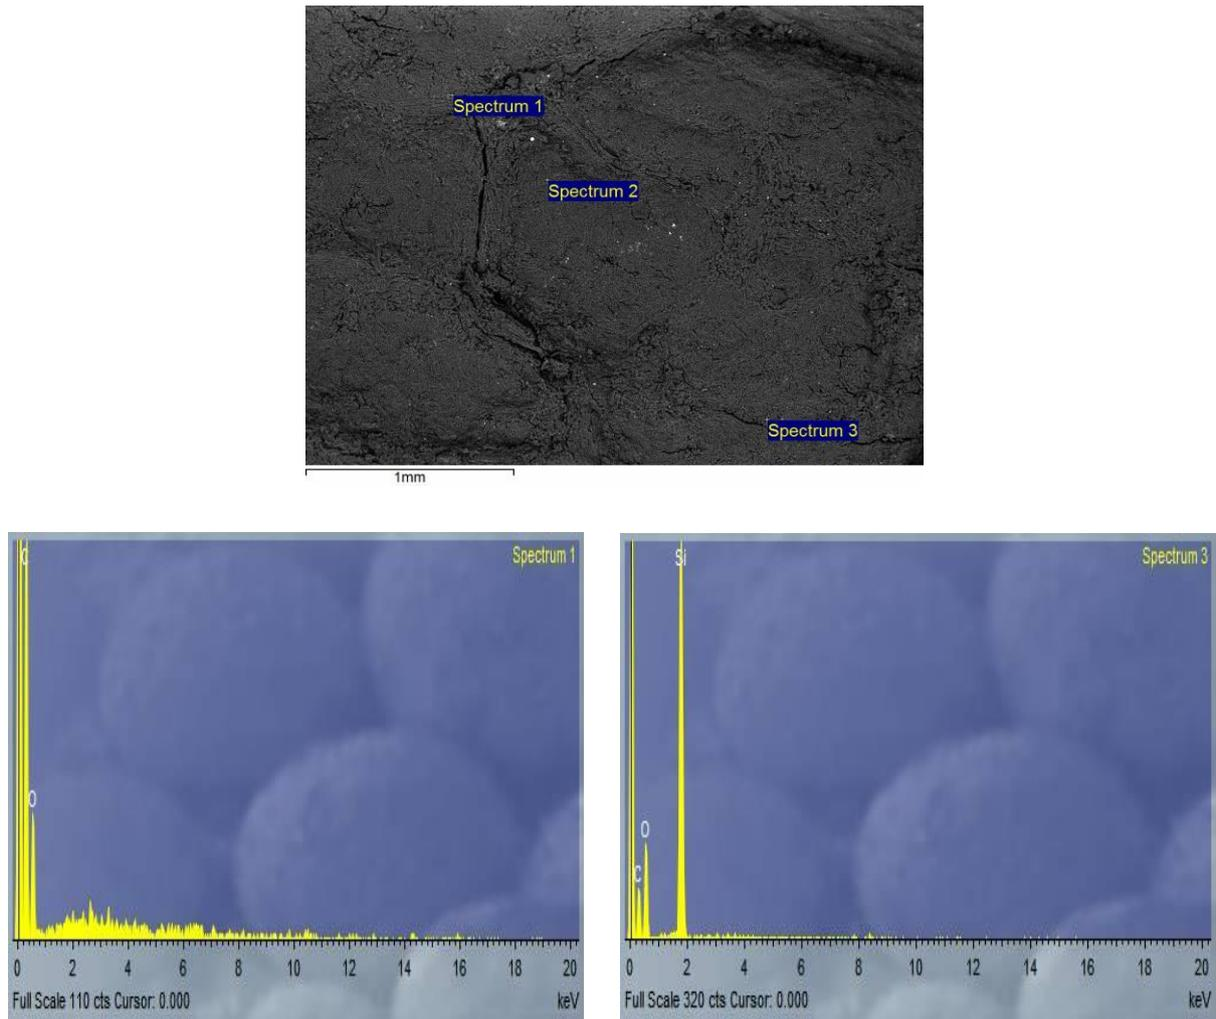 Spectrum 1
Spectrum 2
Spectrum 3
1mm
C
Spectrum 1
O
0 2 4 6 8 10 12 14 16 18 20
Full Scale 110 cts Cursor: 0.000 keV
Si
Spectrum 3
O
C
0 2 4 6 8 10 12 14 16 18 20
Full Scale 320 cts Cursor: 0.000 keV